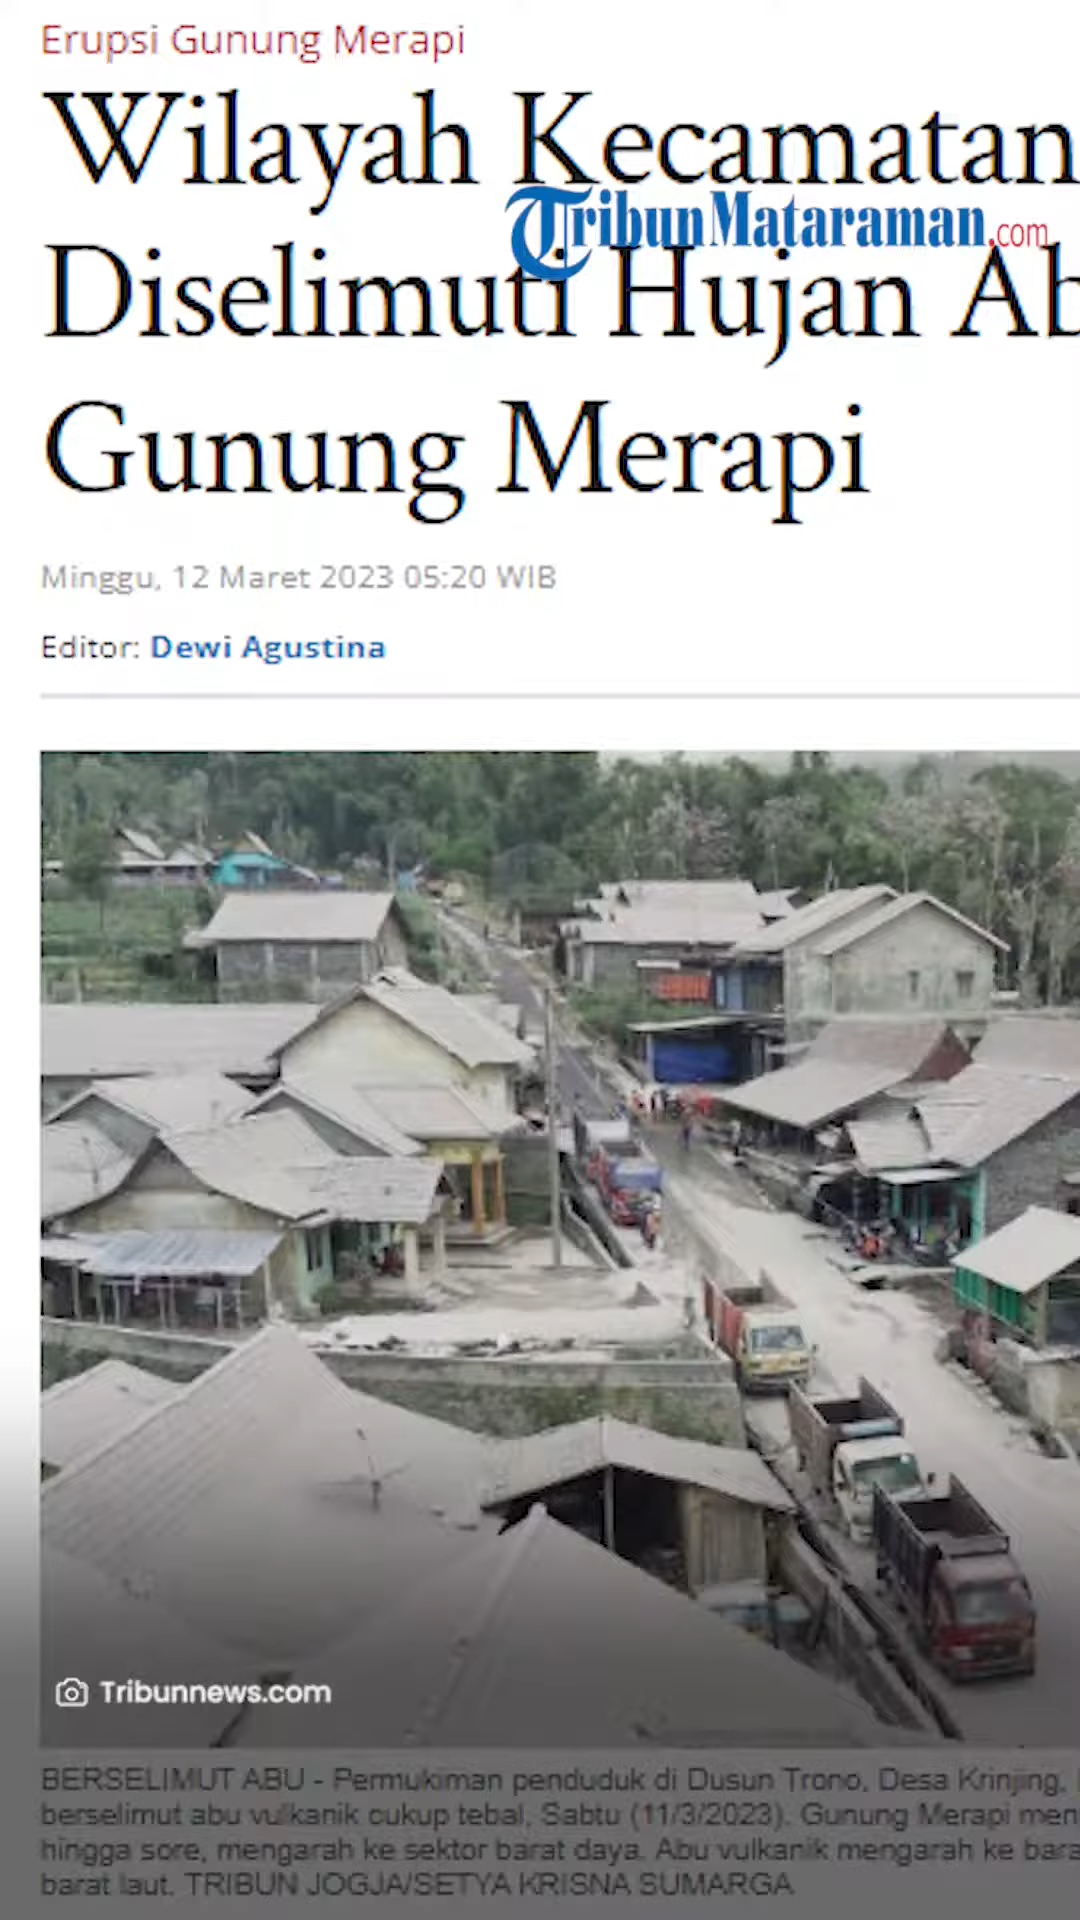 Erupsi Gunung Merapi
Wilayah Kecamatan
TribunMataraman.com
Diselimuti Hujan Ab
Gunung Merapi
Minggu, 12 Maret 2023 05:20 WIB
Editor: Dewi Agustina
Tribunnews.com
BERSELIMUT ABU - Permukiman penduduk di Dusun Trono, Desa Krinjing,
berselimut abu vulkanik cukup tebal, Sabtu (11/3/2023). Gunung Merapi men
hingga sore, mengarah ke sektor barat daya. Abu vulkanik mengarah ke bara
barat laut. TRIBUN JOGJA/SETYA KRISNA SUMARGA